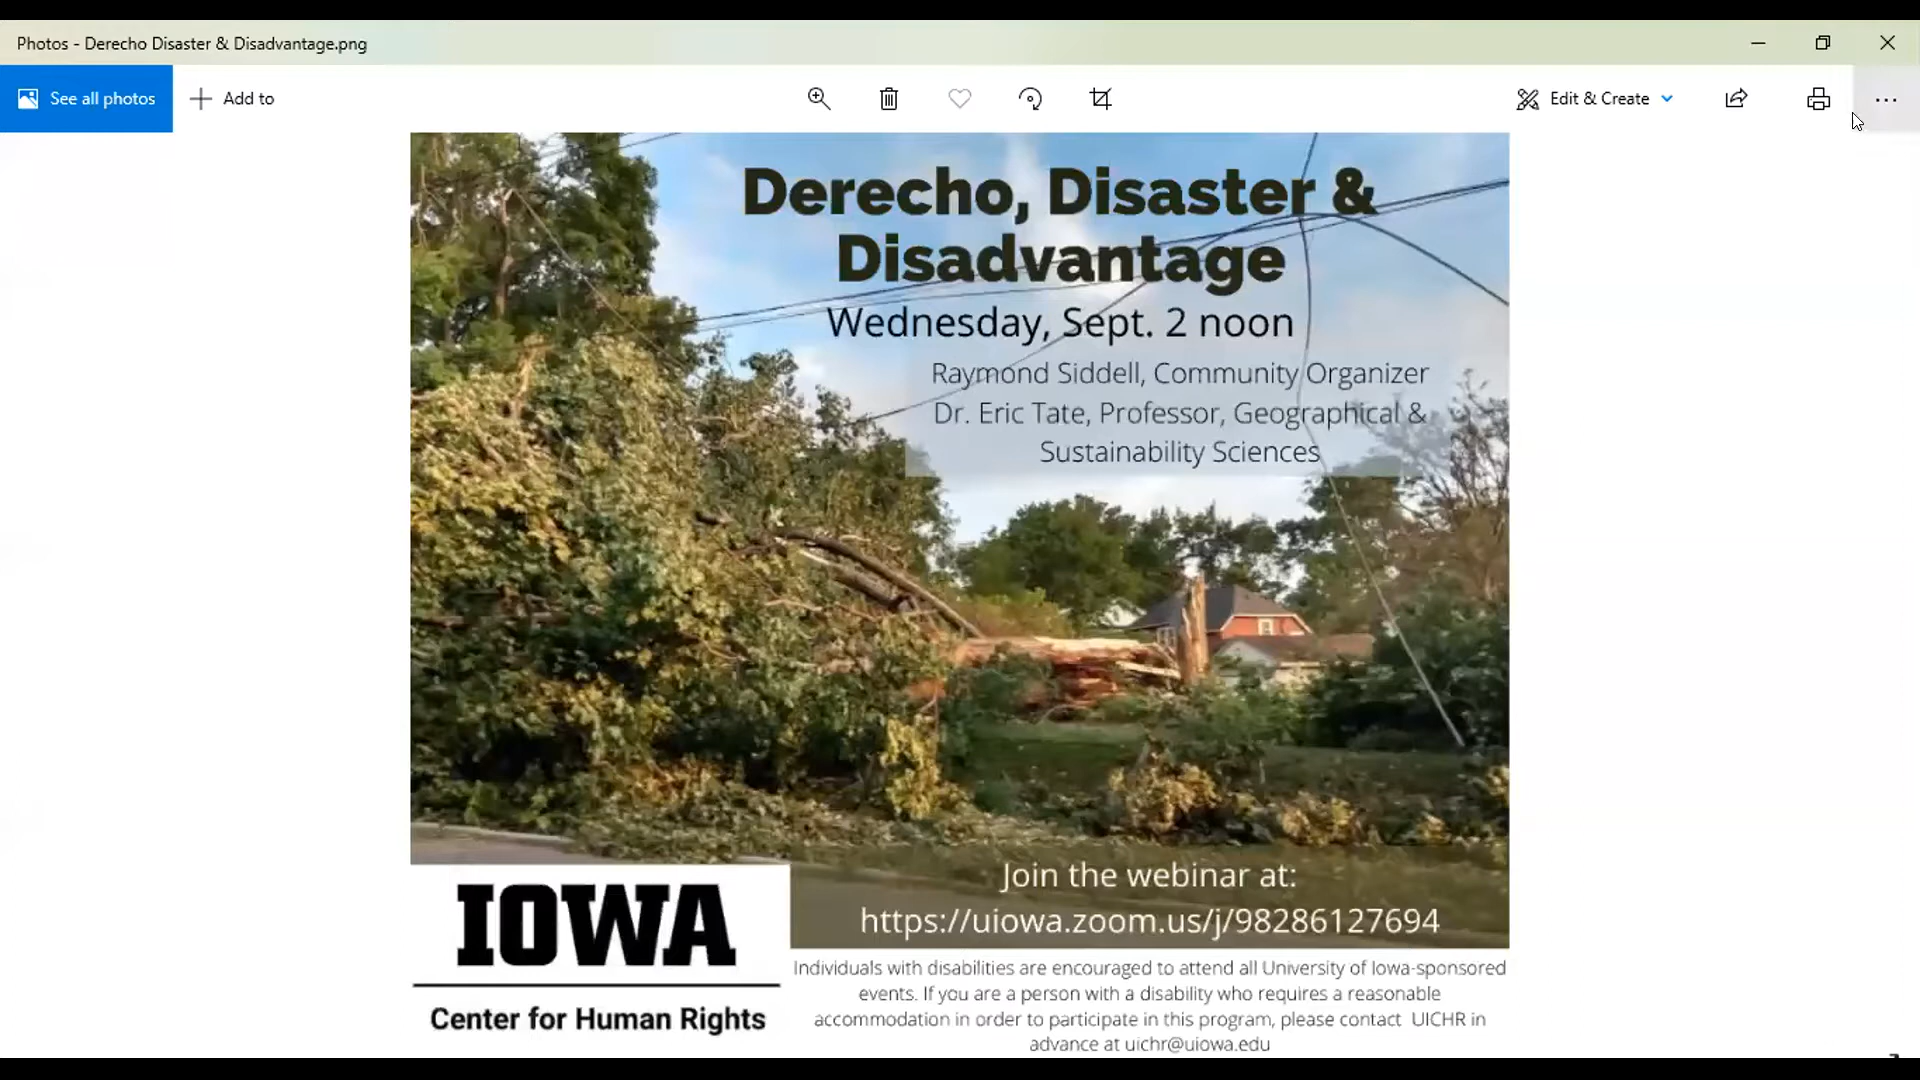 Photos - Derecho Disaster & Disadvantage.png
See all photos
Add to
Edit & Create
Derecho, Disaster &
Disadvantage
Wednesday, Sept. 2 noon
Raymond Siddell, Community Organizer
Dr. Eric Tate, Professor, Geographical &
Sustainability Sciences
Join the webinar at:
https://uiowa.zoom.us/j/98286127694
IOWA
Center for Human Rights
Individuals with disabilities are encouraged to attend all University of Iowa-sponsored
events. If you are a person with a disability who requires a reasonable
accommodation in order to participate in this program, please contact UICHR in
advance at uichr@uiowa.edu